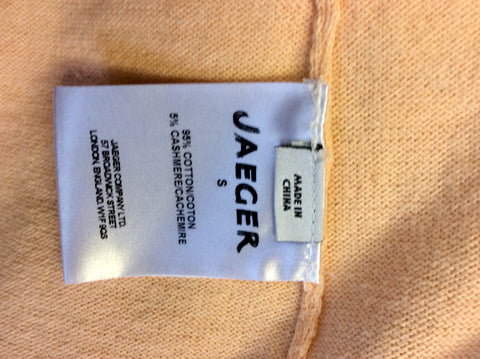 MADE IN
CHINA
JAEGER
S
95% COTTON/COTON
5% CASHMERE/CACHEMIRE
JAEGER COMPANY LTD.
57 BROADWICK STREET
LONDON, ENGLAND, W1F 9QS